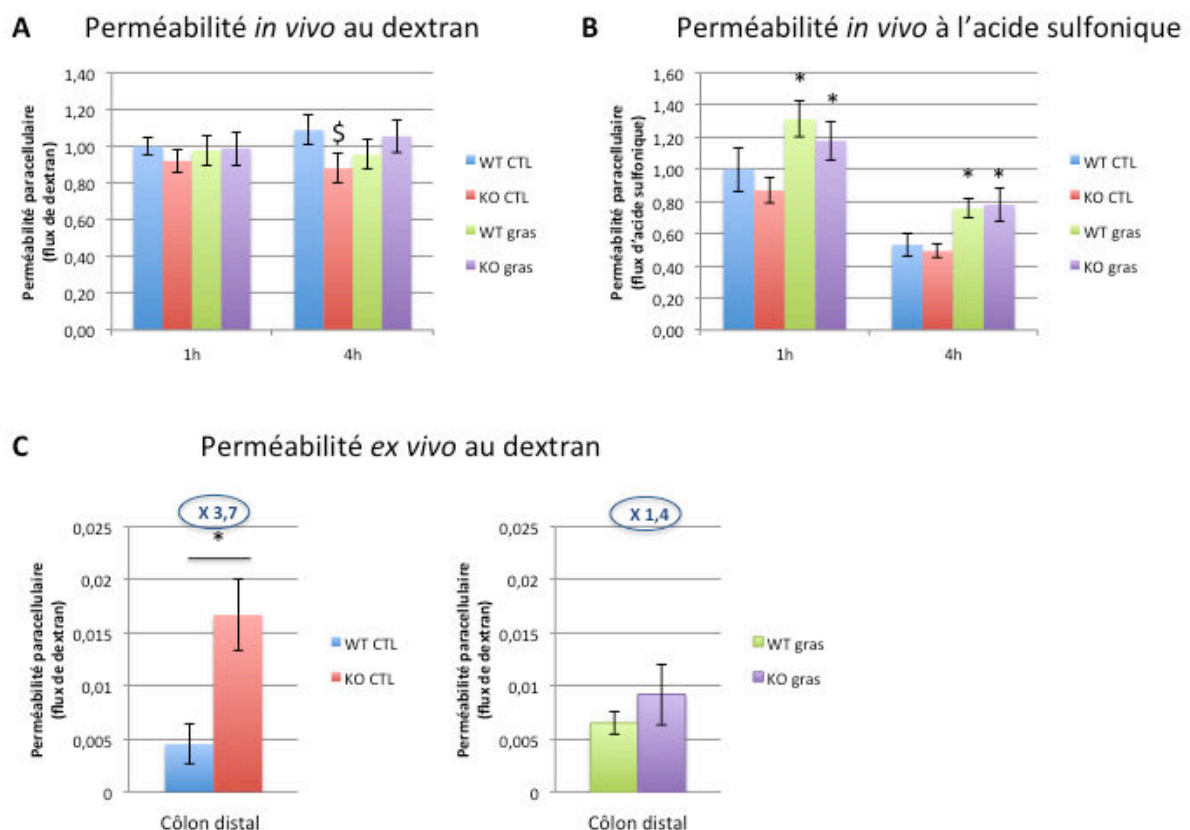 A Perméabilité in vivo au dextran
Perméabilité paracellulaire
(flux de dextran)
1,40
1,20
1,00
0,80
0,60
0,40
0,20
0,00
$
1h
4h
WT CTL
KO CTL
WT gras
KO gras
B Perméabilité in vivo à l'acide sulfonique
Perméabilité paracellulaire
(flux d'acide sulfonique)
1,60
1,40
1,20
1,00
0,80
0,60
0,40
0,20
0,00
*
*
*
*
1h
4h
WT CTL
KO CTL
WT gras
KO gras
C Perméabilité ex vivo au dextran
Perméabilité paracellulaire
(flux de dextran)
X 3,7
*
0,025
0,02
0,015
0,01
0,005
0
Côlon distal
WT CTL
KO CTL
Perméabilité paracellulaire
(flux de dextran)
X 1,4
0,025
0,02
0,015
0,01
0,005
0
Côlon distal
WT gras
KO gras